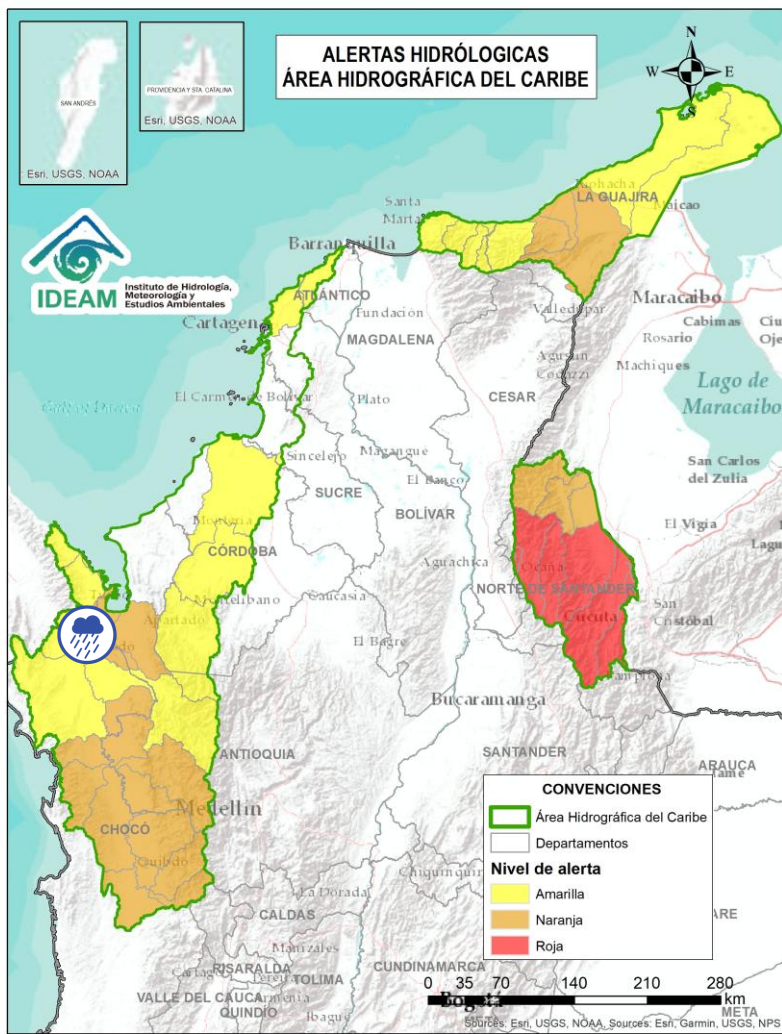 ALERTAS HIDRÓLOGICAS
ÁREA HIDROGRÁFICA DEL CARIBE
N
W
E
S
SAN ANDRÉS
Esri, USGS, NOAA
PROVIDENCIA Y STA. CATALINA
Esri, USGS, NOAA
IDEAM
Instituto de Hidrología,
Meteorología y
Estudios Ambientales
LA GUAJIRA
Santa
Marta
Barranquilla
ATLÁNTICO
Cartagen
Fundación
MAGDALENA
Valledupar
Maracaibo
Cabimas
Rosario
Machiques
Agustín
Codazzi
CESAR
Lago de
Maracaibo
El Carmen de Bolívar
Plato
Sincelejo
Magangue
SUCRE
El Banco
BOLÍVAR
San Carlos
del Zulia
El Vigia
Montería
CÓRDOBA
Aguachica
Ocaña
NORTE DE SANTANDER
Cúcuta
San
Cristóbal
Montelibano
Caucasia
Apartado
El Bagre
Bucaramanga
ANTIOQUIA
SANTANDER
ARAUCA
Medellín
CHOCÓ
Quibdó
La Dorada
CALDAS
Manizales
RISARALDA
TOLIMA
CUNDINAMARCA
VALLE DEL CAUCA
QUINDÍO
Ibague
Bogotá
META
META
CONVENCIONES
Área Hidrográfica del Caribe
Departamentos
Nivel de alerta
Amarilla
Naranja
Roja
0 35 70 140 210 280
km
Sources: Esri, USGS, NOAA, Sources: Esri, Garmin, USGS, NPS